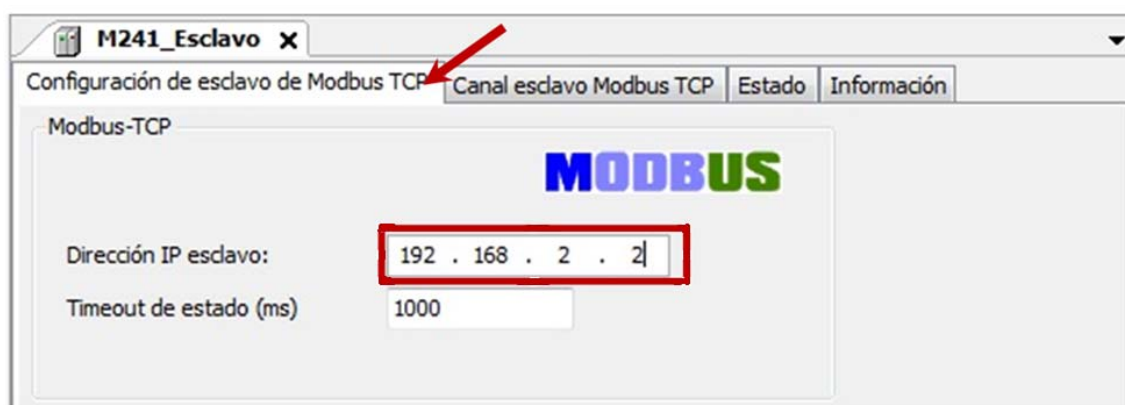 M241_Esclavo X
Configuración de esclavo de Modbus TCP Canal esclavo Modbus TCP Estado Información
Modbus-TCP
MODBUS
Dirección IP esclavo: 192 . 168 . 2 . 2
Timeout de estado (ms) 1000